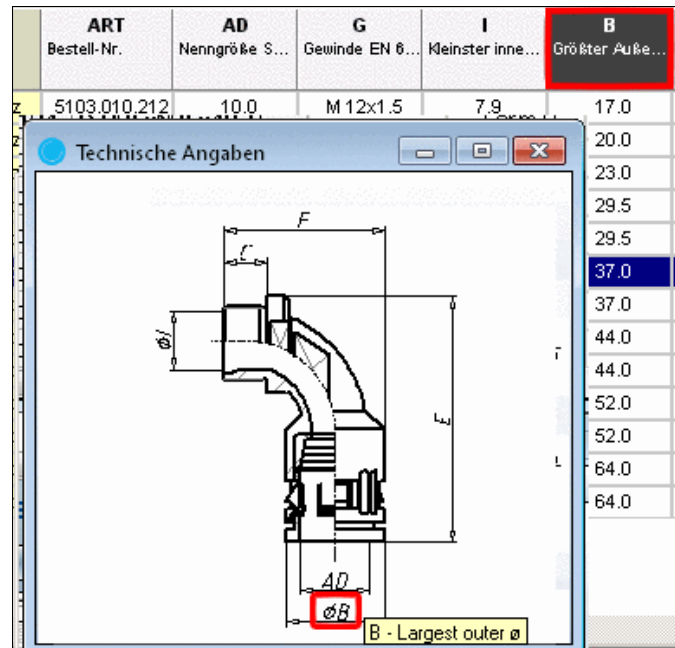 ART AD G I B
Bestell-Nr. Nenngröße S... Gewinde EN 6... Kleinster inne... Größter Auße...
z 5103.010.212 10.0 M 12x1.5 7.9 17.0
Technische Angaben
20.0
23.0
29.5
29.5
37.0
37.0
44.0
44.0
52.0
52.0
64.0
64.0
F
C
øI
E
AD
øB
B - Largest outer ø